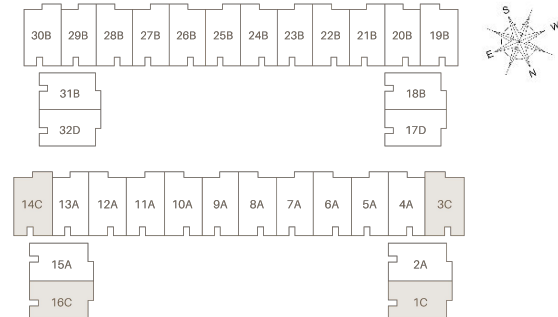 30B 29B 28B 27B 26B 25B 24B 23B 22B 21B 20B 19B
S
W
E
N
31B 18B
32D 17D
14C 13A 12A 11A 10A 9A 8A 7A 6A 5A 4A 3C
15A 2A
16C 1C